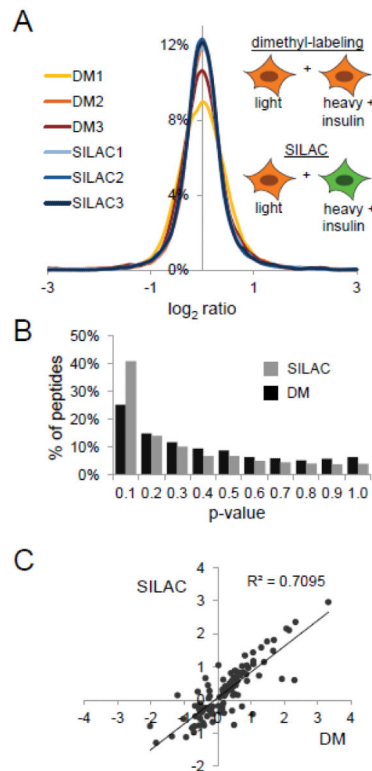 A
12%
8%
4%
0%
DM1
DM2
DM3
SILAC1
SILAC2
SILAC3
dimethyl-labeling
+
light
heavy +
insulin
SILAC
+
light
heavy +
insulin
-3
-1
1
3
log2 ratio
B
50%
40%
30%
20%
10%
0%
% of peptides
SILAC
DM
0.1 0.2 0.3 0.4 0.5 0.6 0.7 0.8 0.9 1.0
p-value
C
SILAC
R² = 0.7095
4
3
2
1
0
-1
-2
-4 -3 -2 -1 0 1 2 3 4
DM